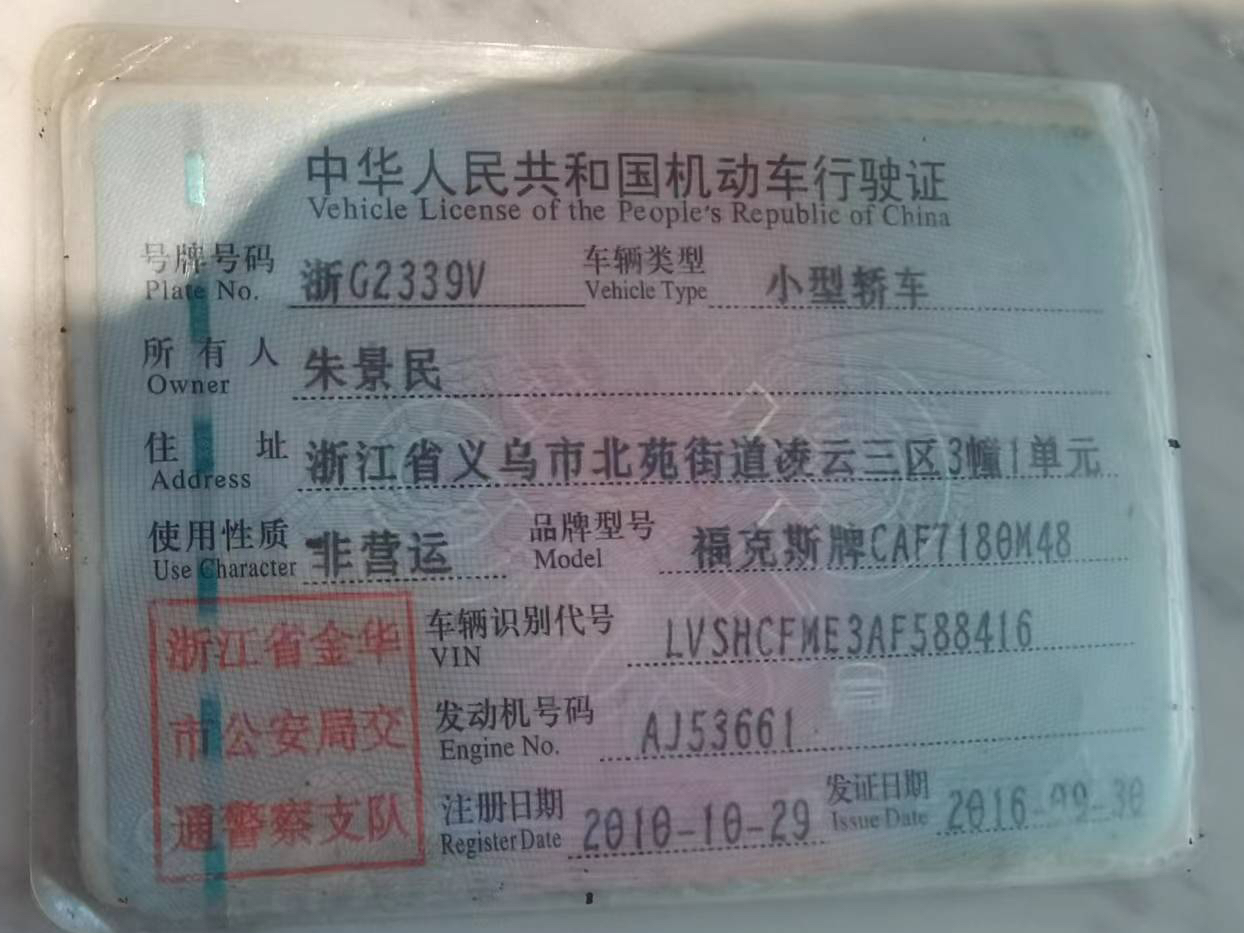 中华人民共和国机动车行驶证
Vehicle License of the People's Republic of China
号牌号码 浙G2339V 车辆类型 小型轿车
Plate No. Vehicle Type
所有人 朱景民
Owner
住址 浙江省义乌市北苑街道凌云三区3幢1单元
Address
使用性质 非营运 品牌型号 福克斯牌CAF7180M48
Use Character Model
车辆识别代号 LVSHCFME3AF588416
VIN
发动机号码 AJ53661
Engine No.
注册日期 2010-10-29 发证日期 2016-09-30
Register Date Issue Date
浙江省金华
市公安局交
通警察支队